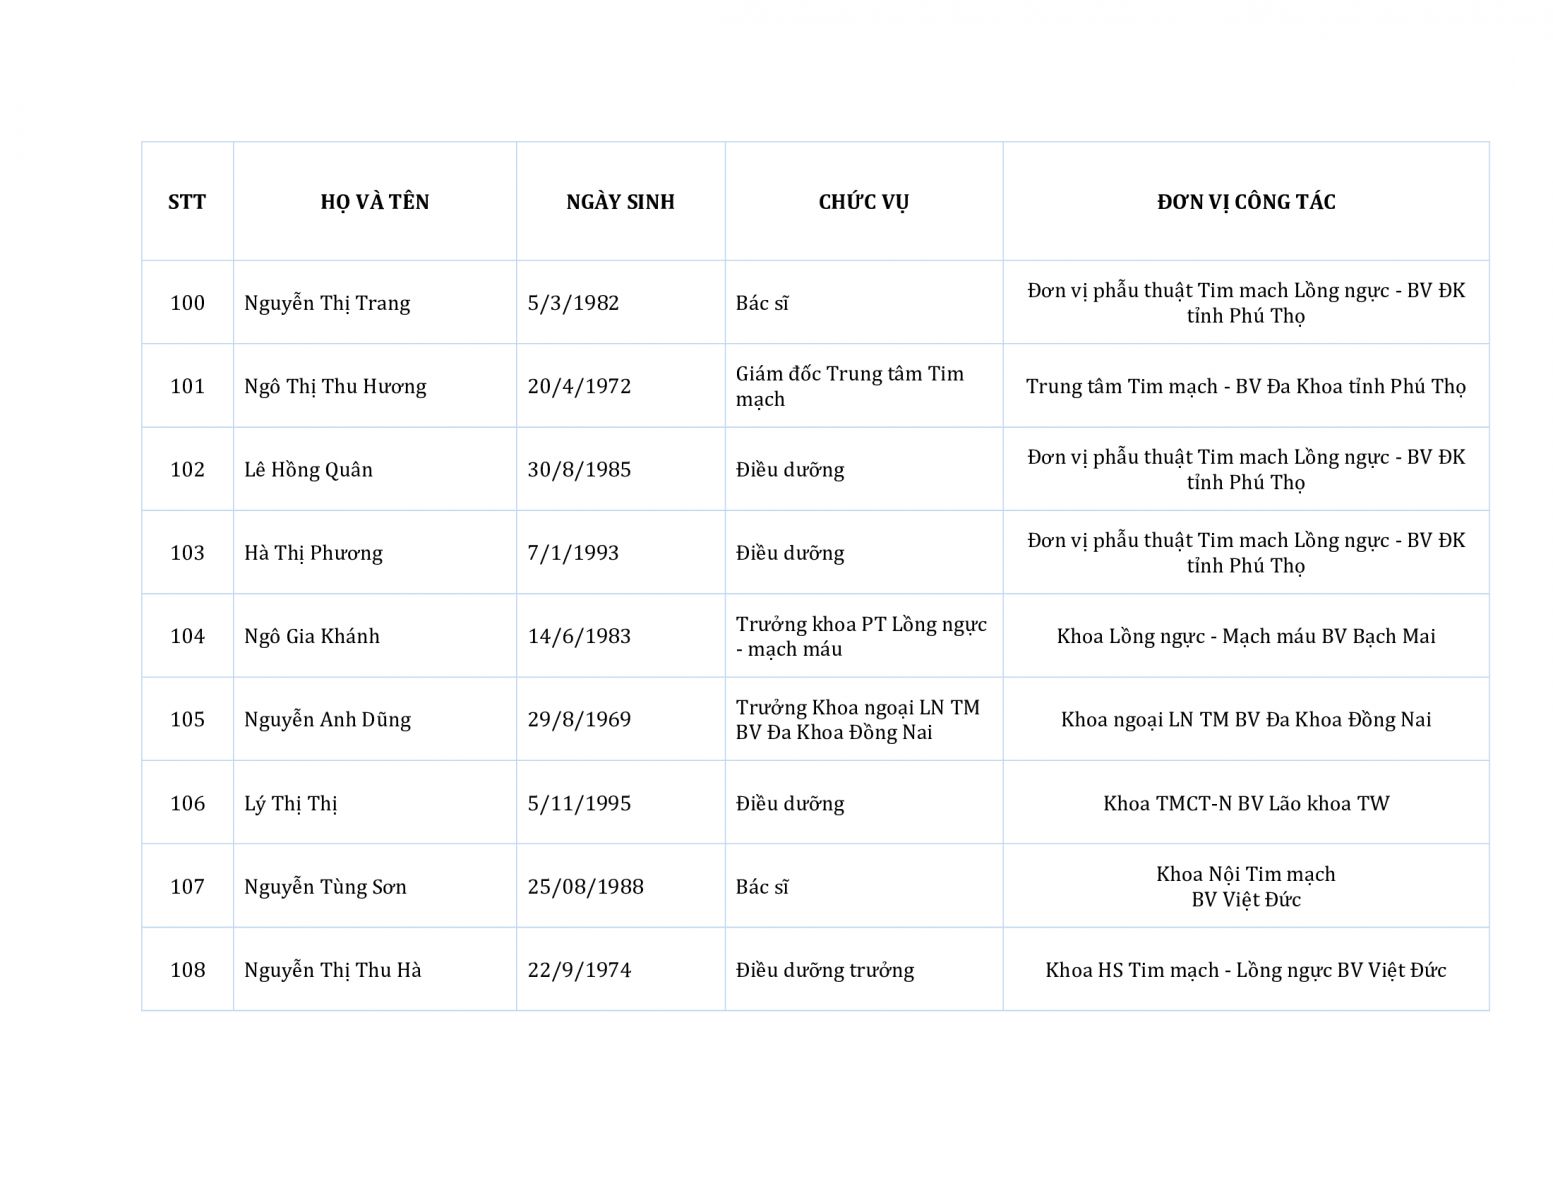 STT HỌ VÀ TÊN NGÀY SINH CHỨC VỤ ĐƠN VỊ CÔNG TÁC
100 Nguyễn Thị Trang 5/3/1982 Bác sĩ Đơn vị phẫu thuật Tim mach Lồng ngực - BV ĐK
tỉnh Phú Thọ
101 Ngô Thị Thu Hương 20/4/1972 Giám đốc Trung tâm Tim
mạch Trung tâm Tim mạch - BV Đa Khoa tỉnh Phú Thọ
102 Lê Hồng Quân 30/8/1985 Điều dưỡng Đơn vị phẫu thuật Tim mach Lồng ngực - BV ĐK
tỉnh Phú Thọ
103 Hà Thị Phương 7/1/1993 Điều dưỡng Đơn vị phẫu thuật Tim mach Lồng ngực - BV ĐK
tỉnh Phú Thọ
104 Ngô Gia Khánh 14/6/1983 Trưởng khoa PT Lồng ngực
- mạch máu Khoa Lồng ngực - Mạch máu BV Bạch Mai
105 Nguyễn Anh Dũng 29/8/1969 Trưởng Khoa ngoại LN TM
BV Đa Khoa Đồng Nai Khoa ngoại LN TM BV Đa Khoa Đồng Nai
106 Lý Thị Thị 5/11/1995 Điều dưỡng Khoa TMCT-N BV Lão khoa TW
107 Nguyễn Tùng Sơn 25/08/1988 Bác sĩ Khoa Nội Tim mạch
BV Việt Đức
108 Nguyễn Thị Thu Hà 22/9/1974 Điều dưỡng trưởng Khoa HS Tim mạch - Lồng ngực BV Việt Đức